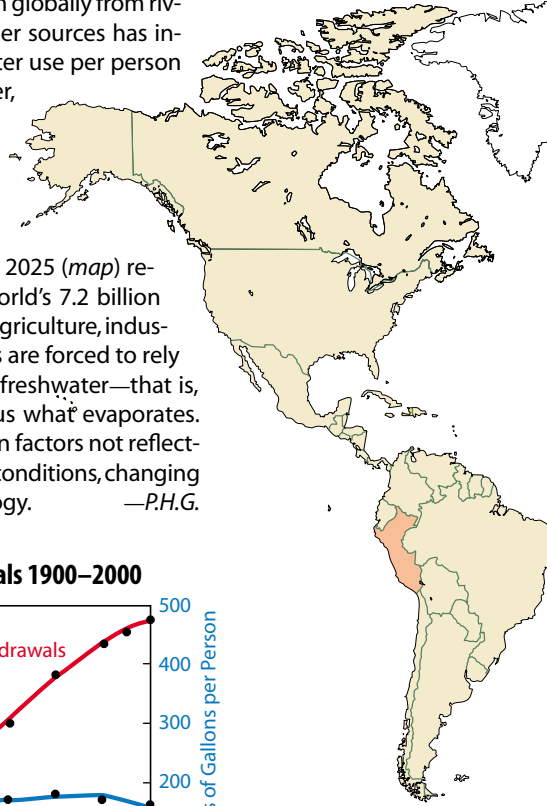 globally from riv-
er sources has in-
ter use per person
2025 (map) re-
orld's 7.2 billion
griculture, indus-
are forced to rely
freshwater—that is,
us what evaporates.
n factors not reflect-
conditions, changing
ogy. —P.H.G.
als 1900–2000
drawals
500
400
300
200
s of Gallons per Person